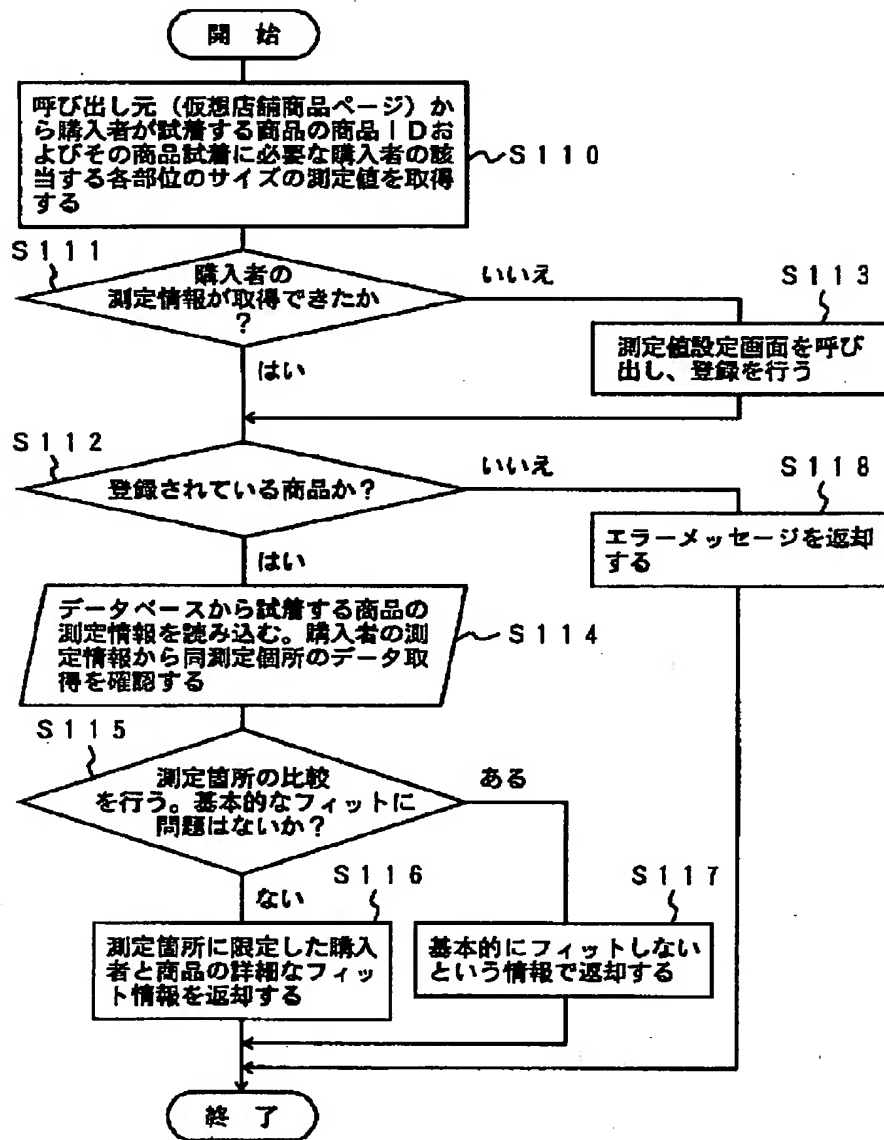 開 始
呼び出し元（仮想店舗商品ページ）か
ら購入者が試着する商品の商品ＩＤお
よびその商品試着に必要な購入者の該
当する各部位のサイズの測定値を取得
する
Ｓ１１０
Ｓ１１１
購入者の
測定情報が取得できたか
？
いいえ
Ｓ１１３
測定値設定画面を呼び
出し、登録を行う
はい
Ｓ１１２
登録されている商品か？
いいえ
Ｓ１１８
エラーメッセージを返却
する
はい
データベースから試着する商品の
測定情報を読み込む。購入者の測
定情報から同測定個所のデータ取
得を確認する
Ｓ１１４
Ｓ１１５
測定箇所の比較
を行う。基本的なフィットに
問題はないか？
ある
ない
Ｓ１１６
測定箇所に限定した購入
者と商品の詳細なフィッ
ト情報を返却する
Ｓ１１７
基本的にフィットしない
という情報で返却する
終 了